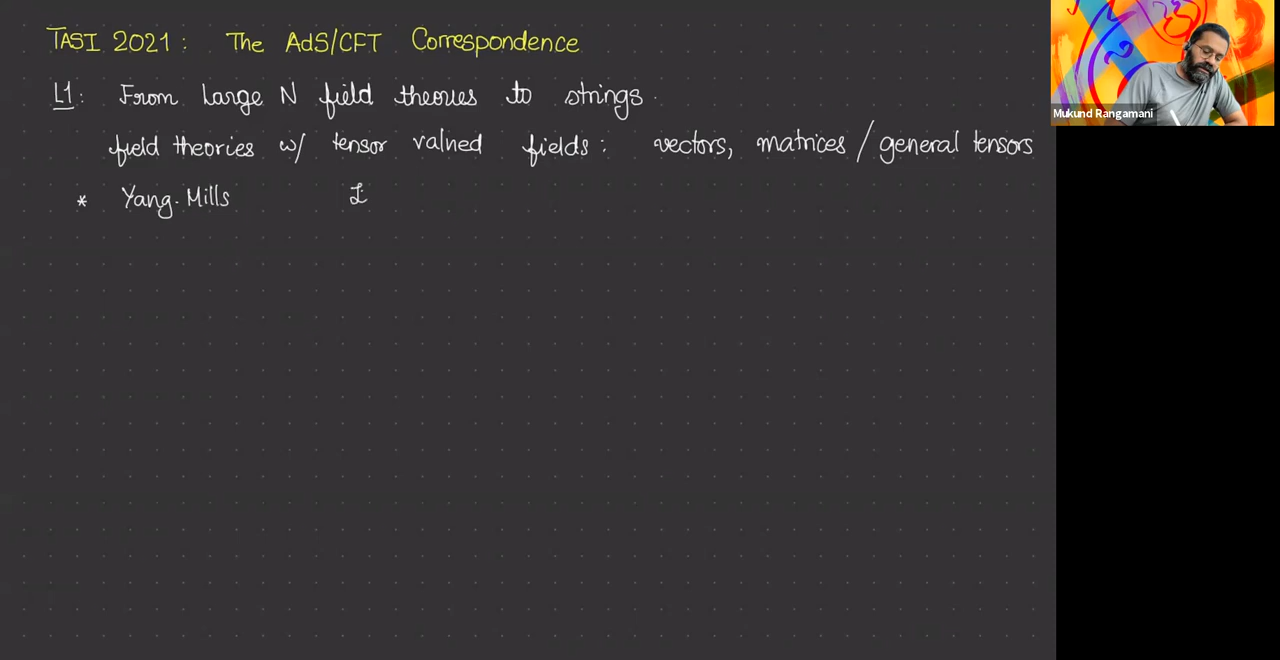 TASI 2021: The AdS/CFT Correspondence
L1: From Large N field theories to strings.
field theories w/ tensor valued fields: vectors, matrices / general tensors
* Yang-Mills ℒ
Mukund Rangamani